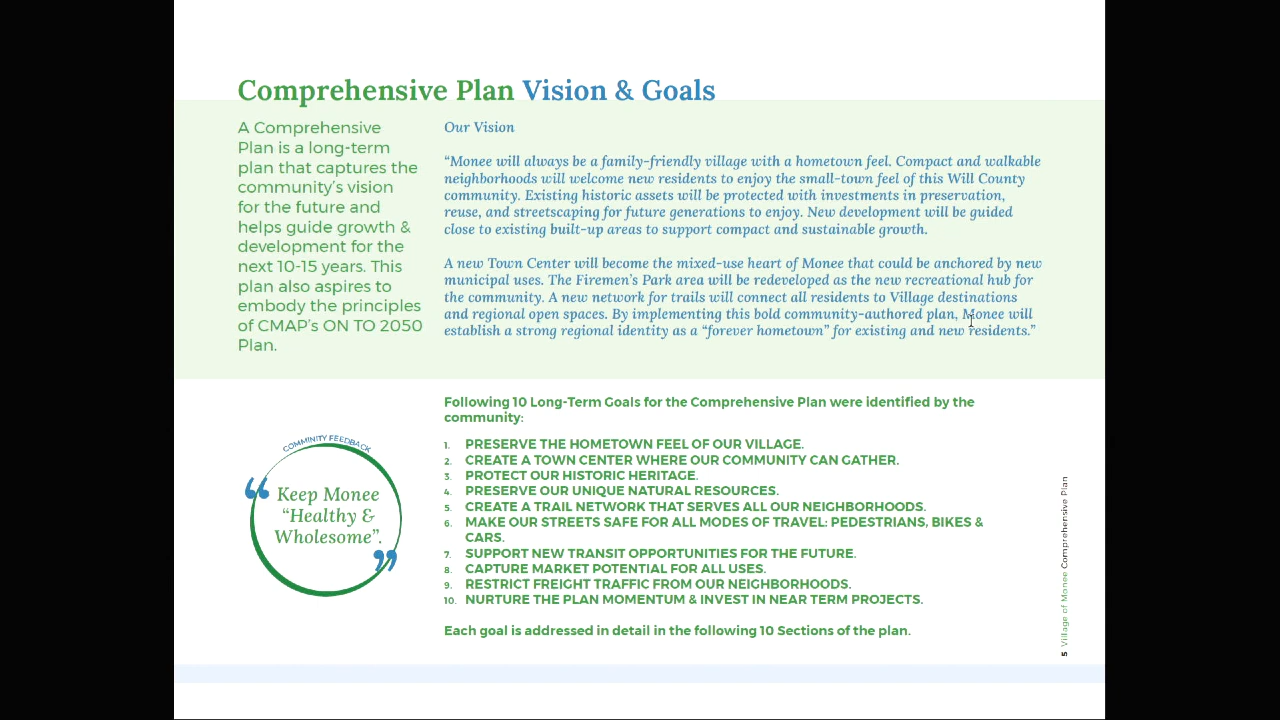 Comprehensive Plan Vision & Goals
A Comprehensive
Plan is a long-term
plan that captures the
community's vision
for the future and
helps guide growth &
development for the
next 10-15 years. This
plan also aspires to
embody the principles
of CMAP's ON TO 2050
Plan.
Our Vision
“Monee will always be a family-friendly village with a hometown feel. Compact and walkable
neighborhoods will welcome new residents to enjoy the small-town feel of this Will County
community. Existing historic assets will be protected with investments in preservation,
reuse, and streetscaping for future generations to enjoy. New development will be guided
close to existing built-up areas to support compact and sustainable growth.
A new Town Center will become the mixed-use heart of Monee that could be anchored by new
municipal uses. The Firemen's Park area will be redeveloped as the new recreational hub for
the community. A new network for trails will connect all residents to Village destinations
and regional open spaces. By implementing this bold community-authored plan, Monee will
establish a strong regional identity as a “forever hometown” for existing and new residents.”
COMMINITY FEEDBACK
“ Keep Monee
“Healthy &
Wholesome”. ”
Following 10 Long-Term Goals for the Comprehensive Plan were identified by the
community:
1. PRESERVE THE HOMETOWN FEEL OF OUR VILLAGE.
2. CREATE A TOWN CENTER WHERE OUR COMMUNITY CAN GATHER.
3. PROTECT OUR HISTORIC HERITAGE.
4. PRESERVE OUR UNIQUE NATURAL RESOURCES.
5. CREATE A TRAIL NETWORK THAT SERVES ALL OUR NEIGHBORHOODS.
6. MAKE OUR STREETS SAFE FOR ALL MODES OF TRAVEL: PEDESTRIANS, BIKES &
CARS.
7. SUPPORT NEW TRANSIT OPPORTUNITIES FOR THE FUTURE.
8. CAPTURE MARKET POTENTIAL FOR ALL USES.
9. RESTRICT FREIGHT TRAFFIC FROM OUR NEIGHBORHOODS.
10. NURTURE THE PLAN MOMENTUM & INVEST IN NEAR TERM PROJECTS.
Each goal is addressed in detail in the following 10 Sections of the plan.
5 Village of Monee Comprehensive Plan